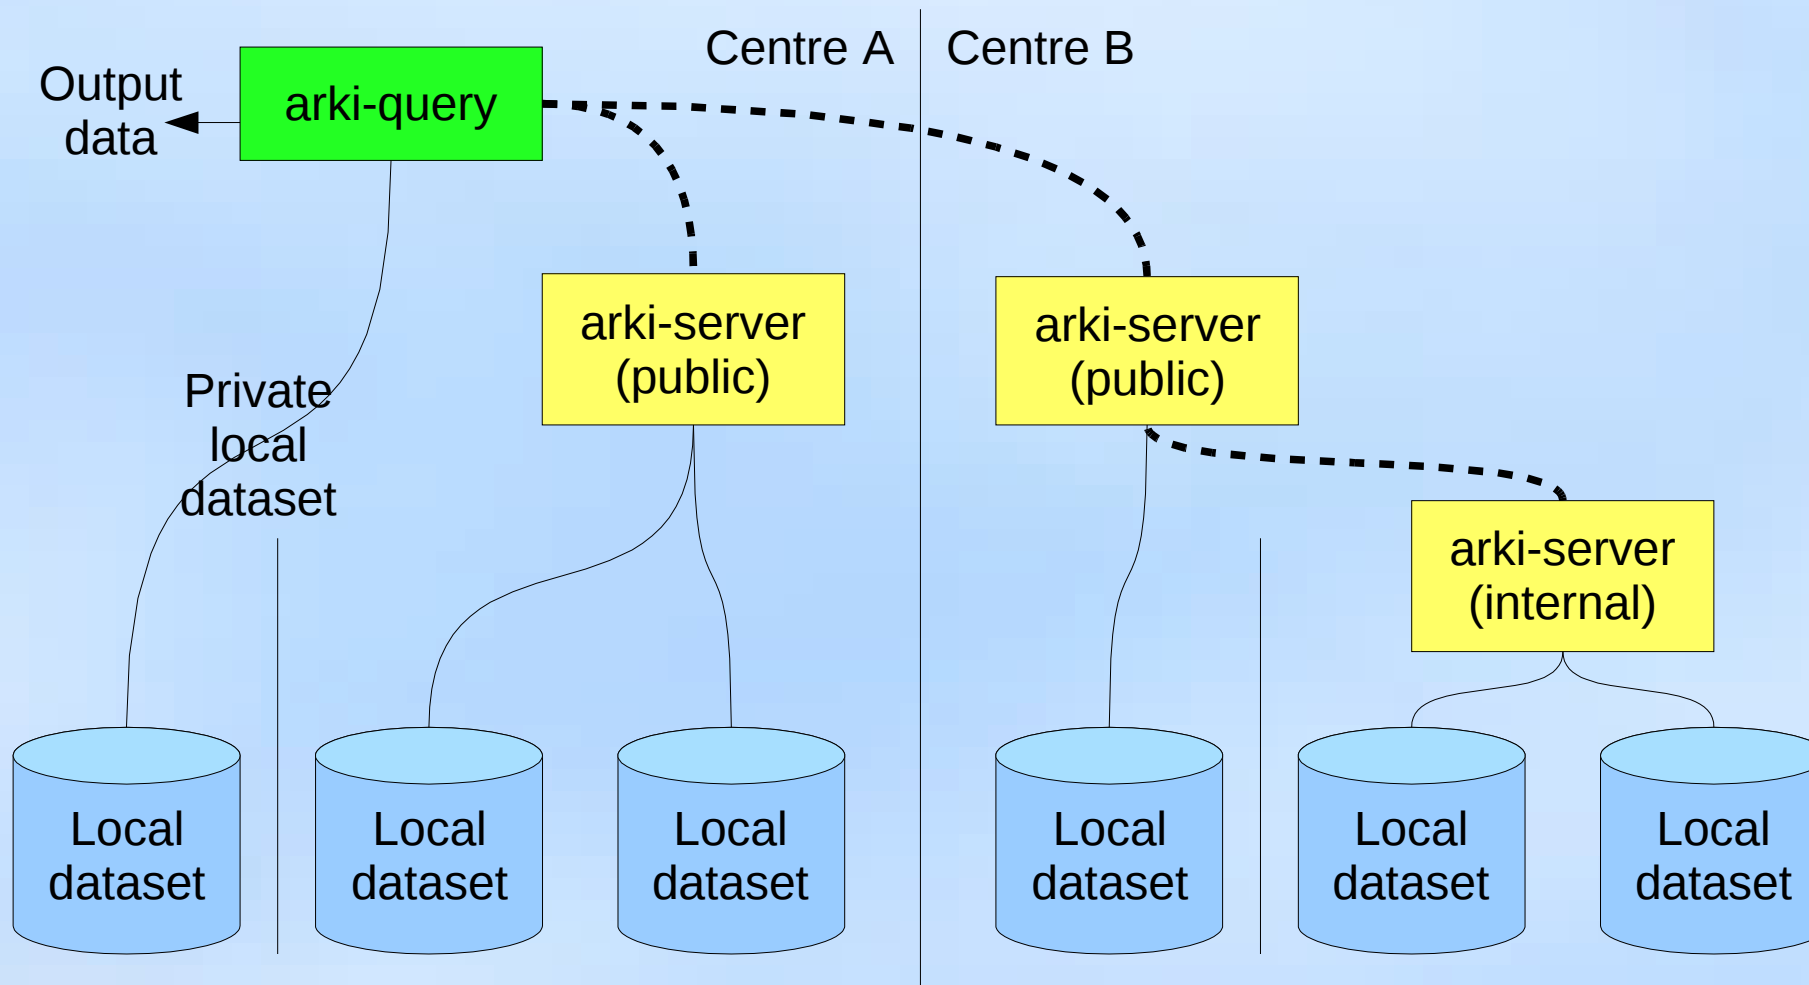 Centre A
Centre B
Output
data
arki-query
arki-server
(public)
arki-server
(public)
Private
local
dataset
arki-server
(internal)
Local
dataset
Local
dataset
Local
dataset
Local
dataset
Local
dataset
Local
dataset